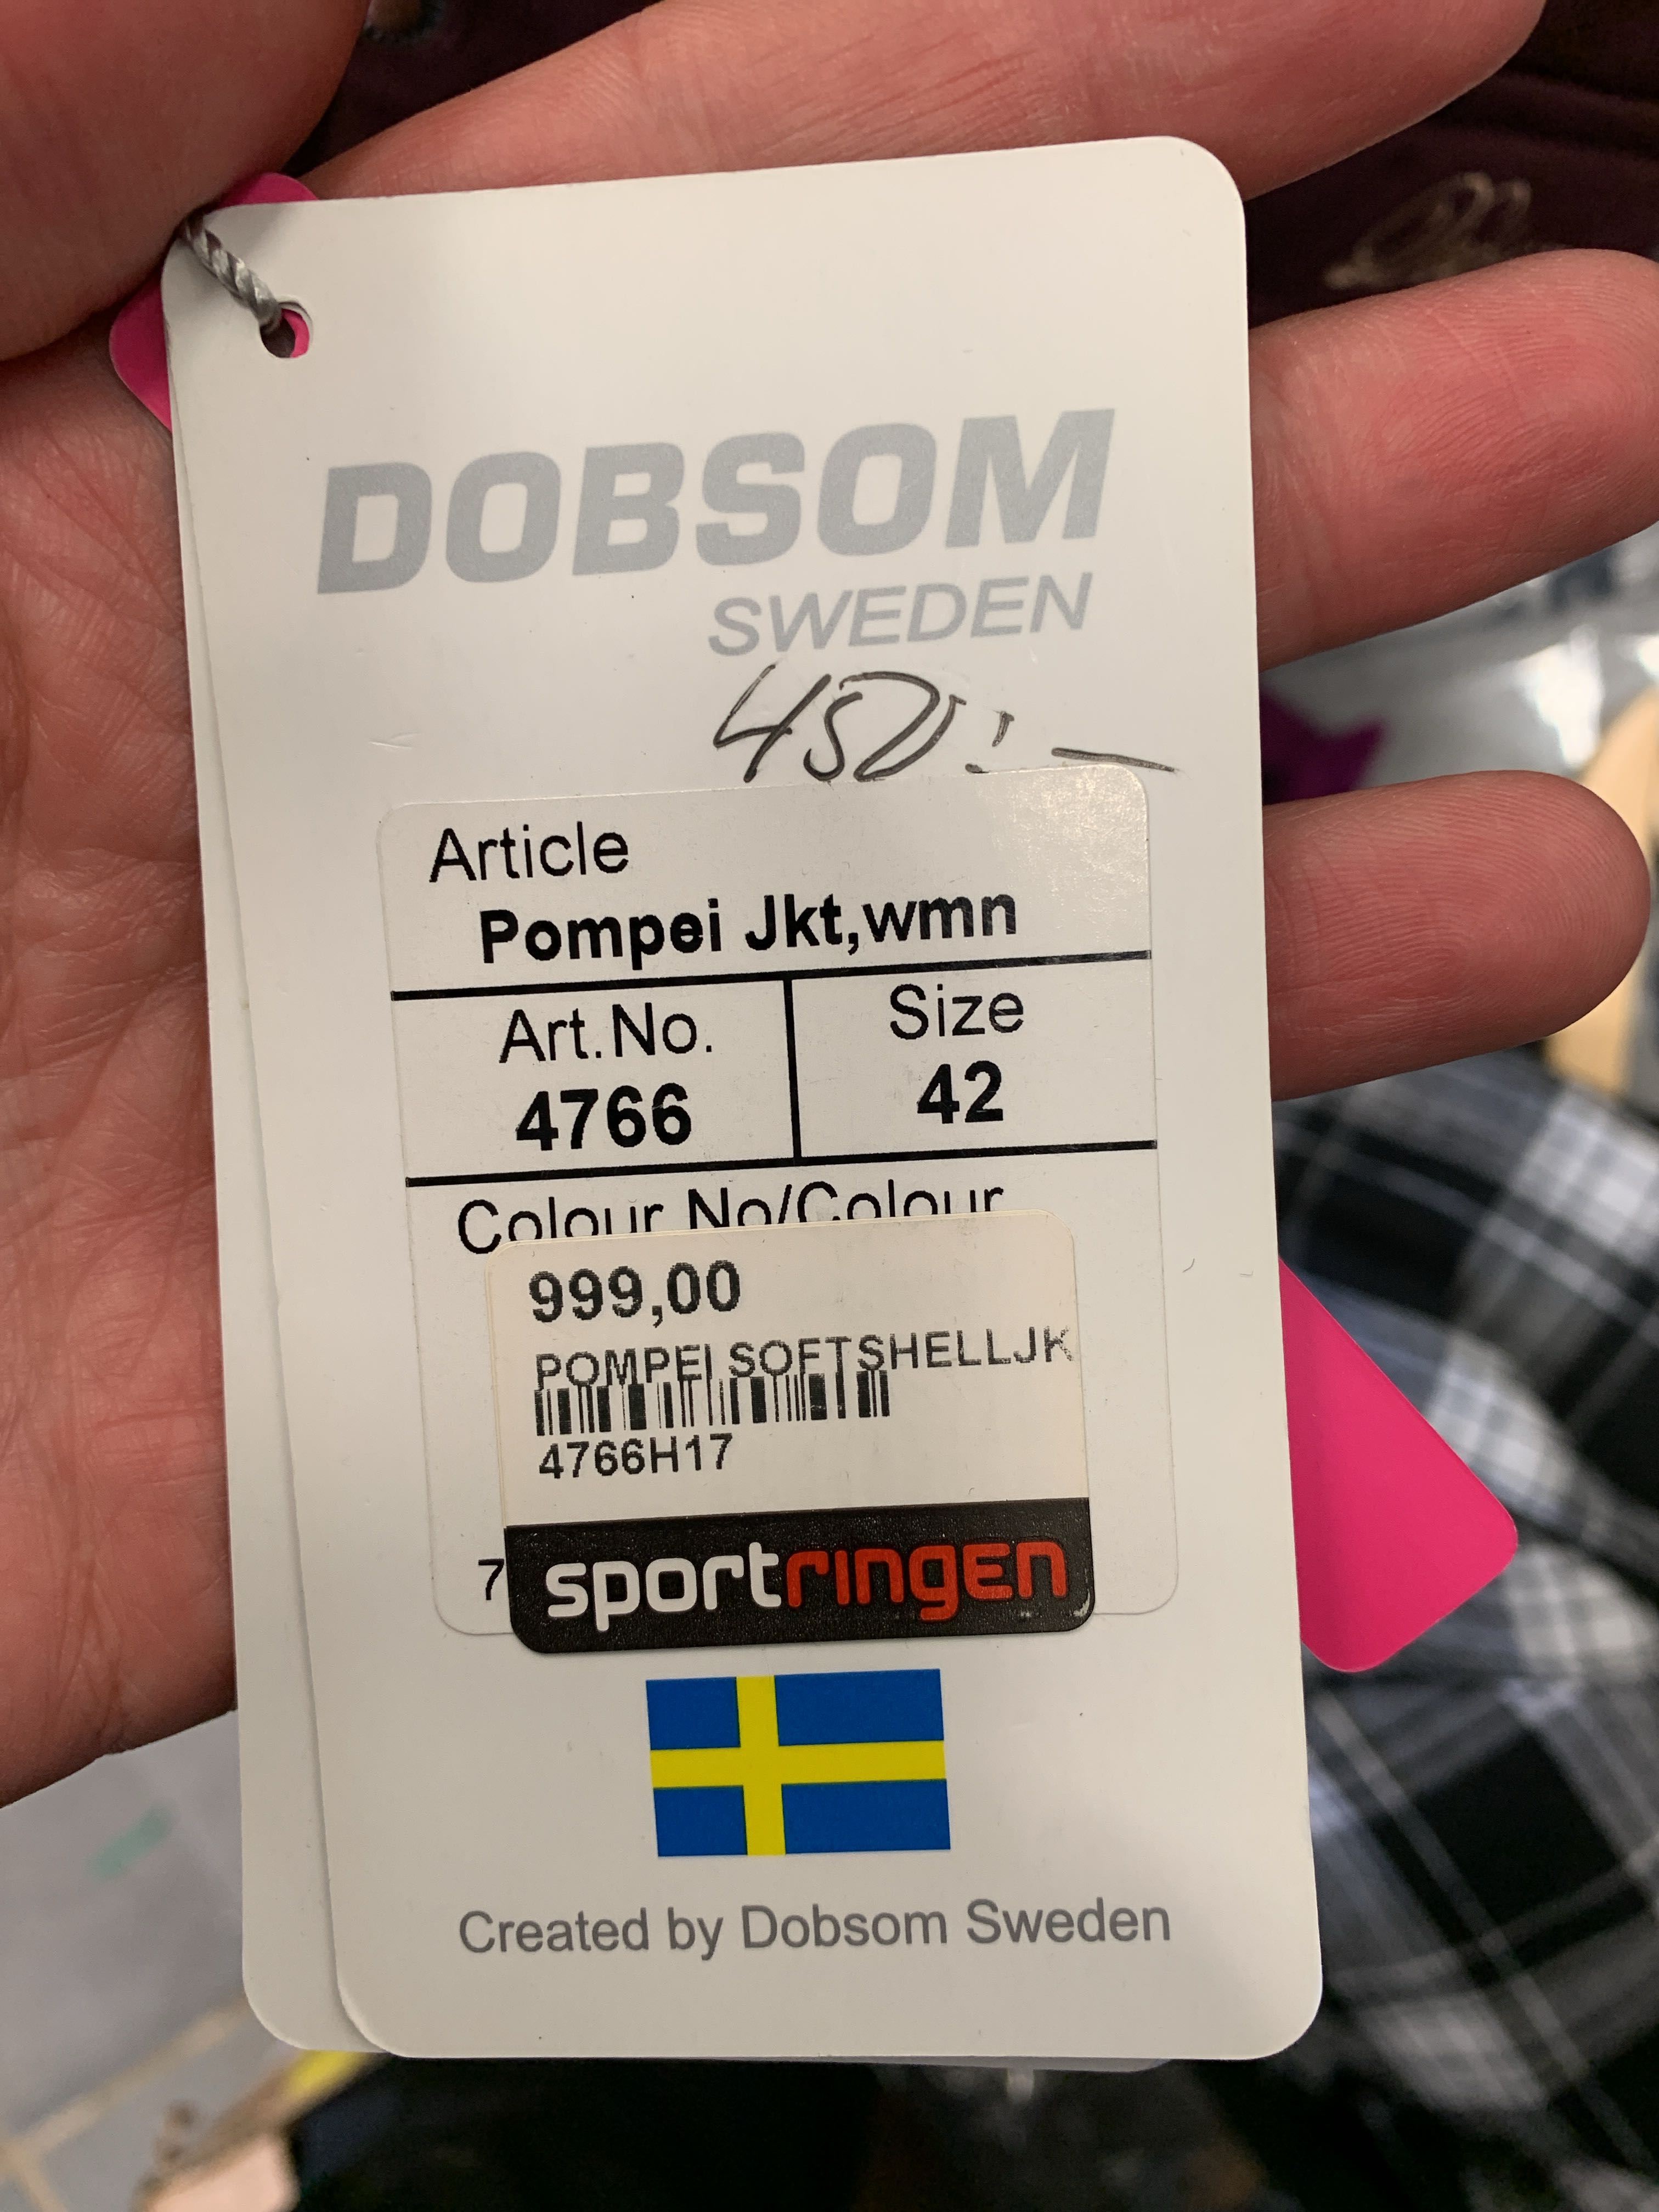 DOBSOM
SWEDEN
450:-
Article
Pompei Jkt,wmn
Art.No.
Size
4766
42
Colour No/Colour
999,00
POMPEI SOFTSHELLJK
4766H17
7
sportringen
Created by Dobsom Sweden